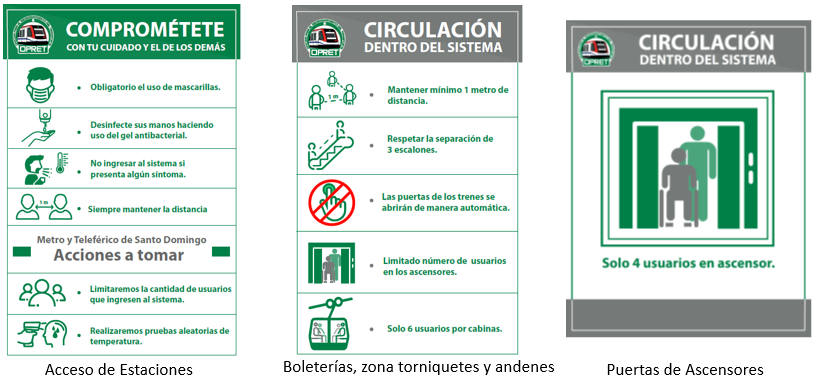 OPRET
COMPROMÉTETE
CON TU CUIDADO Y EL DE LOS DEMÁS
• Obligatorio el uso de mascarillas.
• Desinfecte sus manos haciendo
uso del gel antibacterial.
• No ingresar al sistema si
presenta algún síntoma.
1 m
• Siempre mantener la distancia
Metro y Teleférico de Santo Domingo
Acciones a tomar
• Limitaremos la cantidad de usuarios
que ingresen al sistema.
• Realizaremos pruebas aleatorias de
temperatura.
Acceso de Estaciones
OPRET
CIRCULACIÓN
DENTRO DEL SISTEMA
1 m
• Mantener mínimo 1 metro de
distancia.
• Respetar la separación de
3 escalones.
• Las puertas de los trenes se
abrirán de manera automática.
• Limitado número de usuarios
en los ascensores.
• Solo 6 usuarios por cabinas.
Boleterías, zona torniquetes y andenes
OPRET
CIRCULACIÓN
DENTRO DEL SISTEMA
Solo 4 usuarios en ascensor.
Puertas de Ascensores